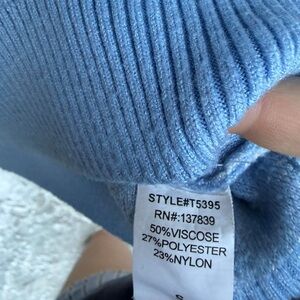 STYLE#T5395
RN#:137839
50%VISCOSE
27%POLYESTER
23%NYLON
S